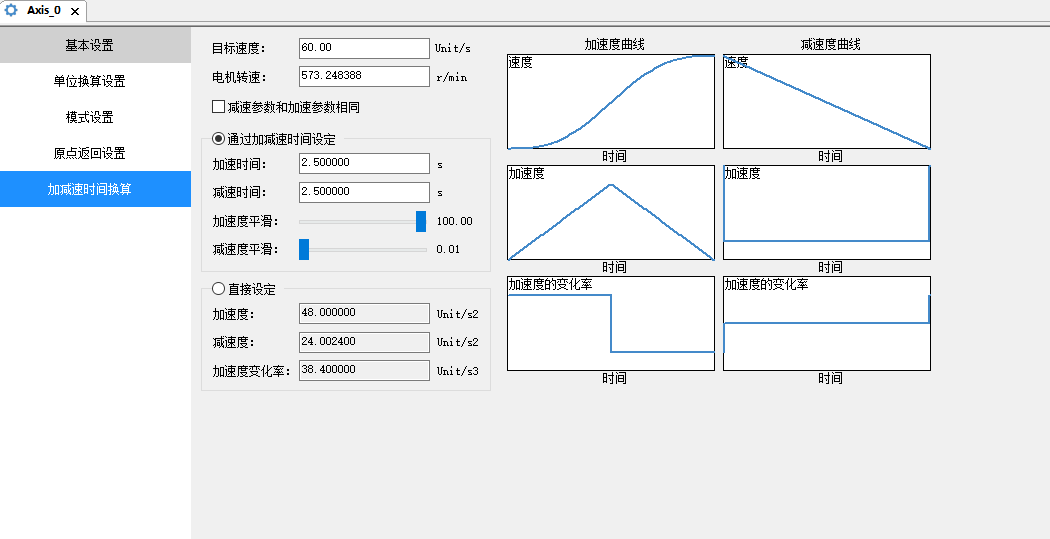 Axis_0
基本设置
单位换算设置
模式设置
原点返回设置
加减速时间换算
目标速度： 60.00 Unit/s
电机转速： 573.248388 r/min
减速参数和加速参数相同
通过加减速时间设定
加速时间： 2.500000 s
减速时间： 2.500000 s
加速度平滑： 100.00
减速度平滑： 0.01
直接设定
加速度： 48.000000 Unit/s2
减速度： 24.002400 Unit/s2
加速度变化率： 38.400000 Unit/s3
加速度曲线
速度
时间
加速度
时间
加速度的变化率
时间
减速度曲线
速度
时间
加速度
时间
加速度的变化率
时间